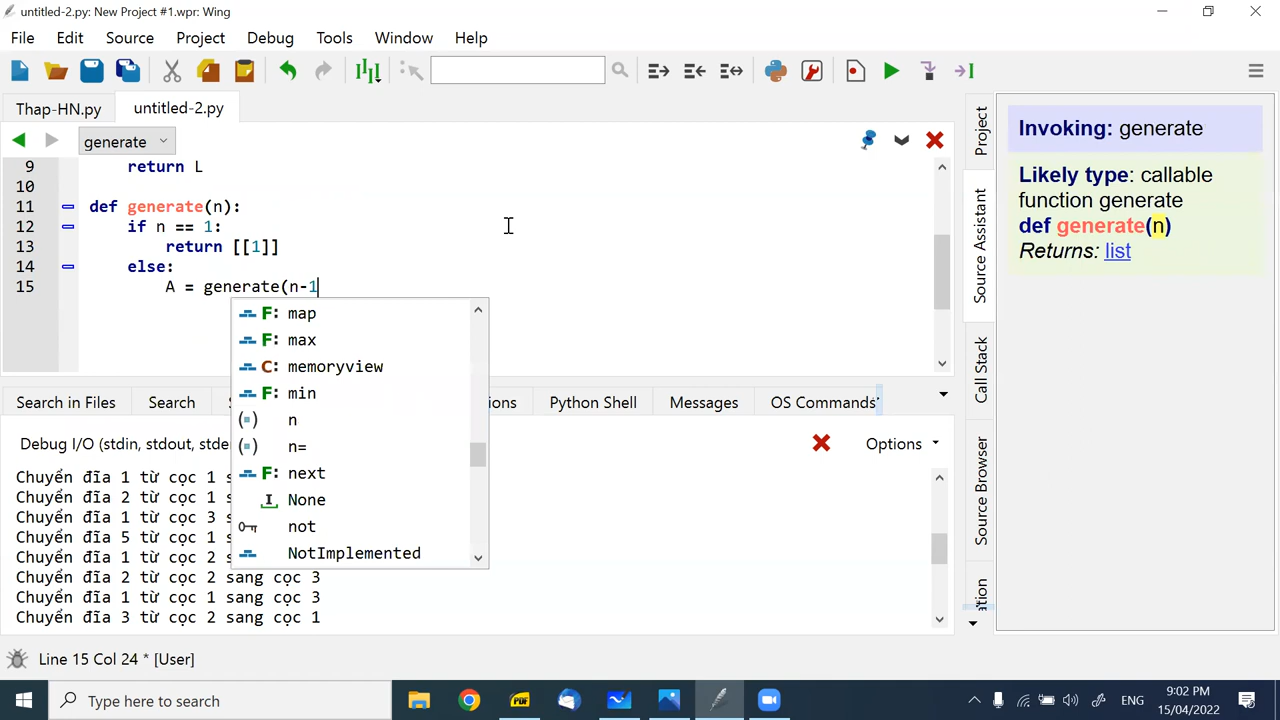 untitled-2.py: New Project #1.wpr: Wing
File Edit Source Project Debug Tools Window Help
Thap-HN.py untitled-2.py
generate
9 return L
10
11 def generate(n):
12 if n == 1:
13 return [[1]]
14 else:
15 A = generate(n-1
F: map
F: max
C: memoryview
F: min
n
n=
F: next
None
not
NotImplemented
Project
Source Assistant
Call Stack
Source Browser
Invoking: generate
Likely type: callable
function generate
def generate(n)
Returns: list
Search in Files Search Python Shell Messages OS Commands
Debug I/O (stdin, stdout, stde Options
Chuyển đĩa 1 từ cọc 1 s
Chuyển đĩa 2 từ cọc 1 s
Chuyển đĩa 1 từ cọc 3 s
Chuyển đĩa 5 từ cọc 1 s
Chuyển đĩa 1 từ cọc 2 s
Chuyển đĩa 2 từ cọc 2 sang cọc 3
Chuyển đĩa 1 từ cọc 1 sang cọc 3
Chuyển đĩa 3 từ cọc 2 sang cọc 1
Line 15 Col 24 * [User]
Type here to search
PDF
ENG
9:02 PM
15/04/2022